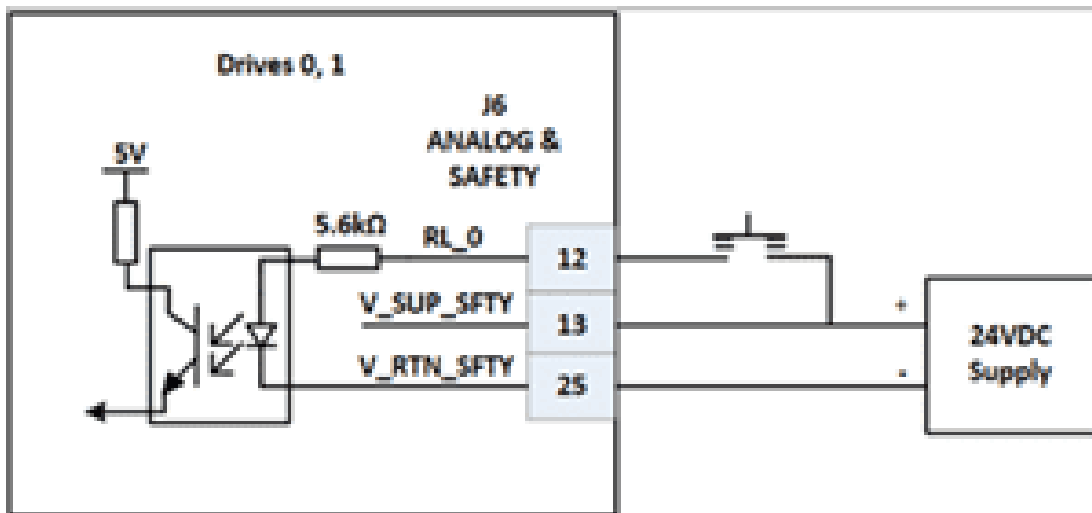 Drives 0, 1
J6
ANALOG &
SAFETY
5V
5.6kΩ
RL_0
12
V_SUP_SFTY
13
+
24VDC
Supply
V_RTN_SFTY
25
-